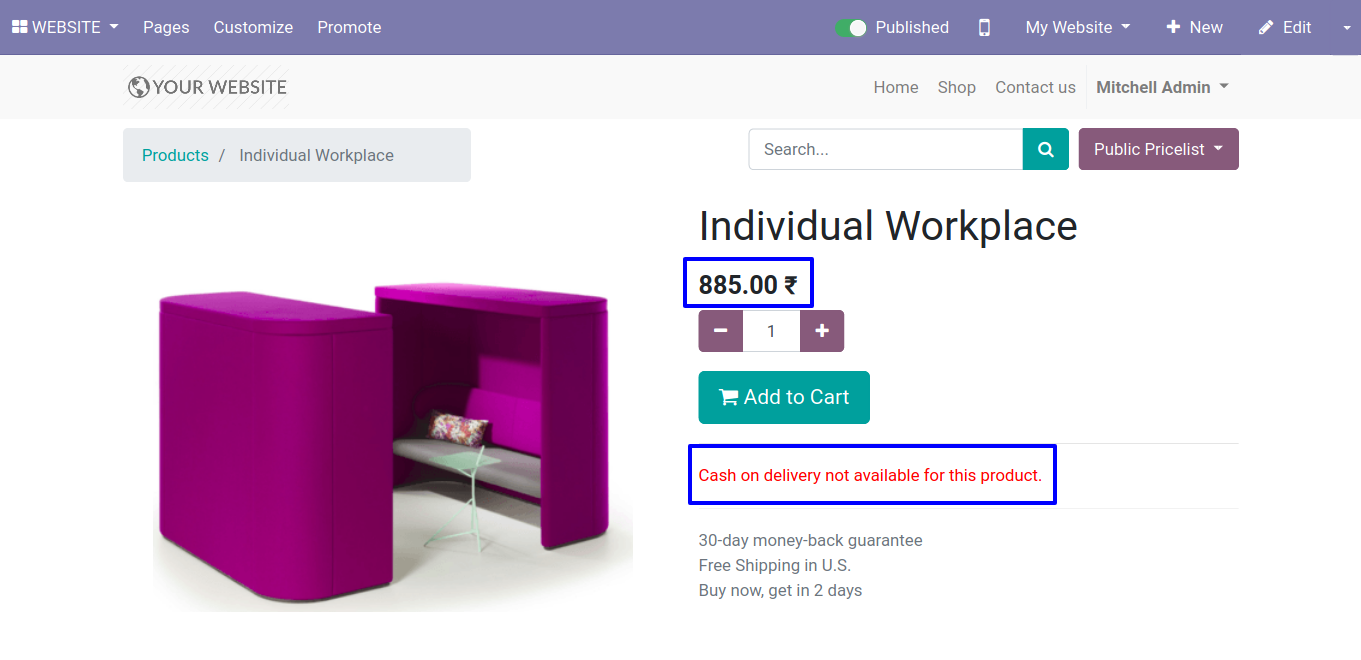 WEBSITE Pages Customize Promote Published My Website New Edit
YOUR WEBSITE Home Shop Contact us Mitchell Admin
Products / Individual Workplace Search... Public Pricelist
Individual Workplace
885.00 ₹
1
Add to Cart
Cash on delivery not available for this product.
30-day money-back guarantee
Free Shipping in U.S.
Buy now, get in 2 days